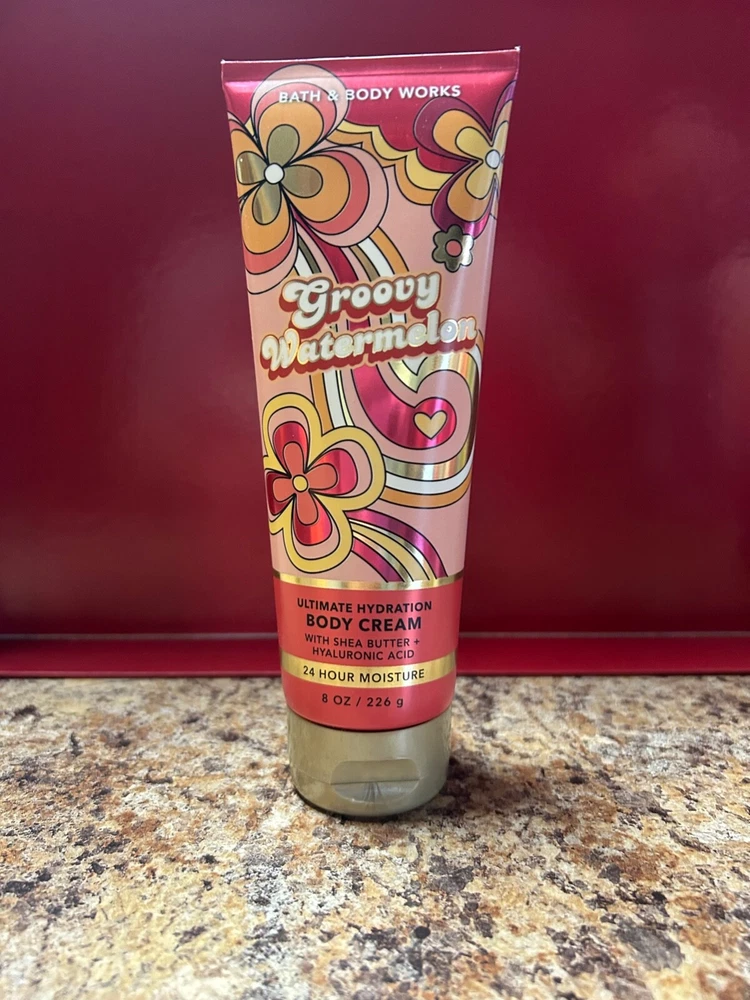 BATH & BODY WORKS
Groovy
Watermelon
ULTIMATE HYDRATION
BODY CREAM
WITH SHEA BUTTER +
HYALURONIC ACID
24 HOUR MOISTURE
8 OZ / 226 g